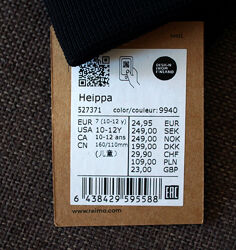 DESIGN
FROM
FINLAND
Heippa
527371 color/couleur: 9940
EUR 7 (10-12 y) 24,95 EUR
USA 10-12Y 249,00 SEK
CA 10-12 ans 249,00 NOK
CN 160/110mm 199,00 DKK
(儿童) 29,90 CHF
109,00 PLN
23,00 GBP
6 438429 595588
www.reima.com
EAC